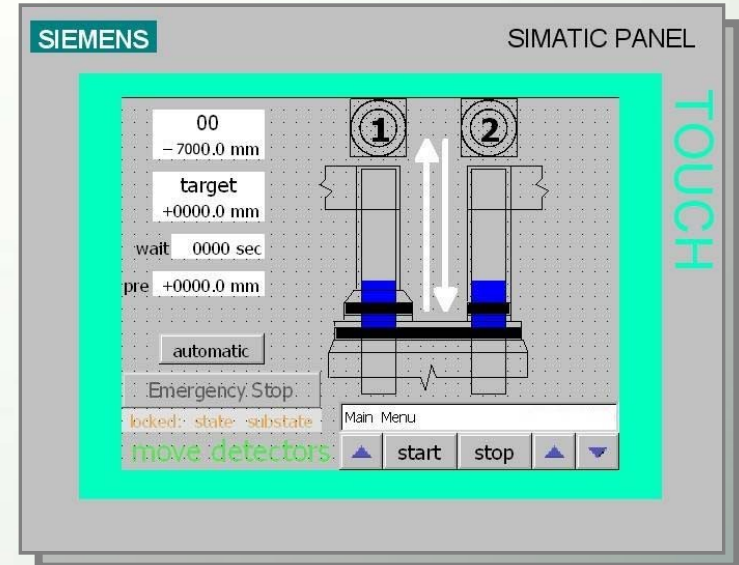 SIEMENS
SIMATIC PANEL
TOUCH
00
−7000.0 mm
target
+0000.0 mm
wait 0000 sec
pre +0000.0 mm
automatic
Emergency Stop
locked: state substate
move detectors
1
2
Main Menu
start stop